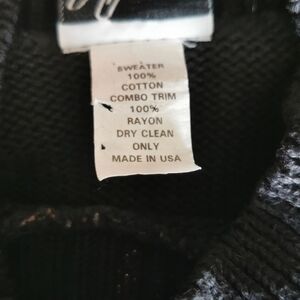 SWEATER
100%
COTTON
COMBO TRIM
100%
RAYON
DRY CLEAN
ONLY
MADE IN USA